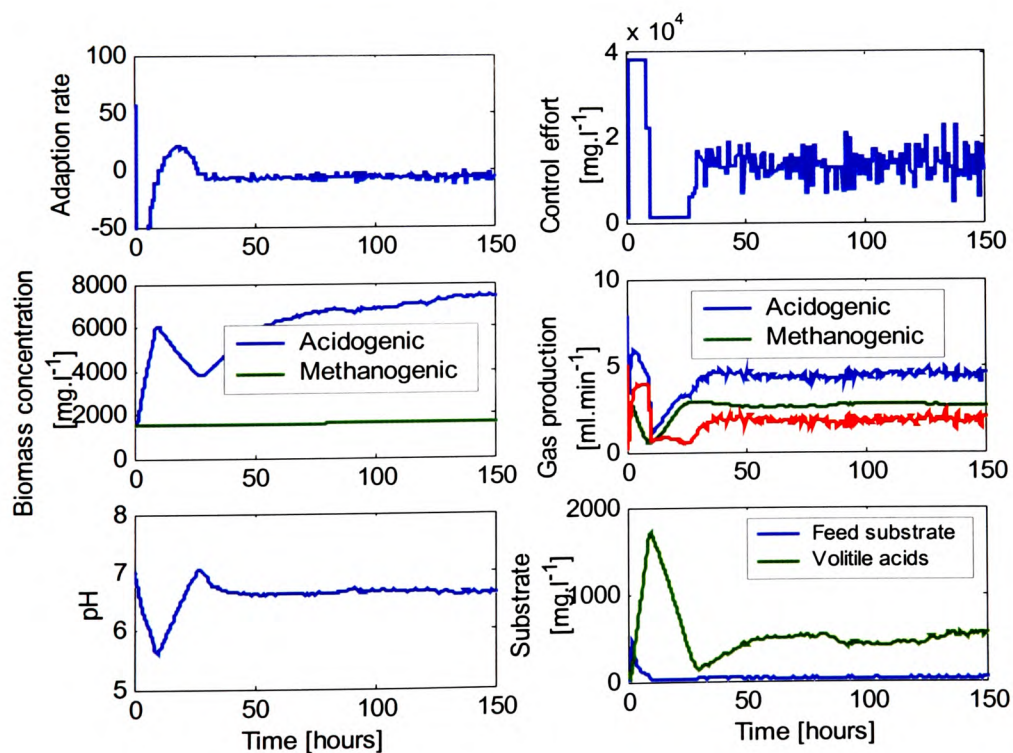 Adaption rate
100
50
0
-50
0
50
100
150
x 10⁴
Control effort
[mg.l⁻¹]
4
2
0
0
50
100
150
Biomass concentration
[mg.l⁻¹]
8000
6000
4000
2000
0
Acidogenic
Methanogenic
0
50
100
150
Gas production
[ml.min⁻¹]
10
5
0
Acidogenic
Methanogenic
0
50
100
150
pH
8
7
6
5
0
50
100
150
Time [hours]
Substrate
[mg.l⁻¹]
2000
1000
0
Feed substrate
Volitile acids
0
50
100
150
Time [hours]